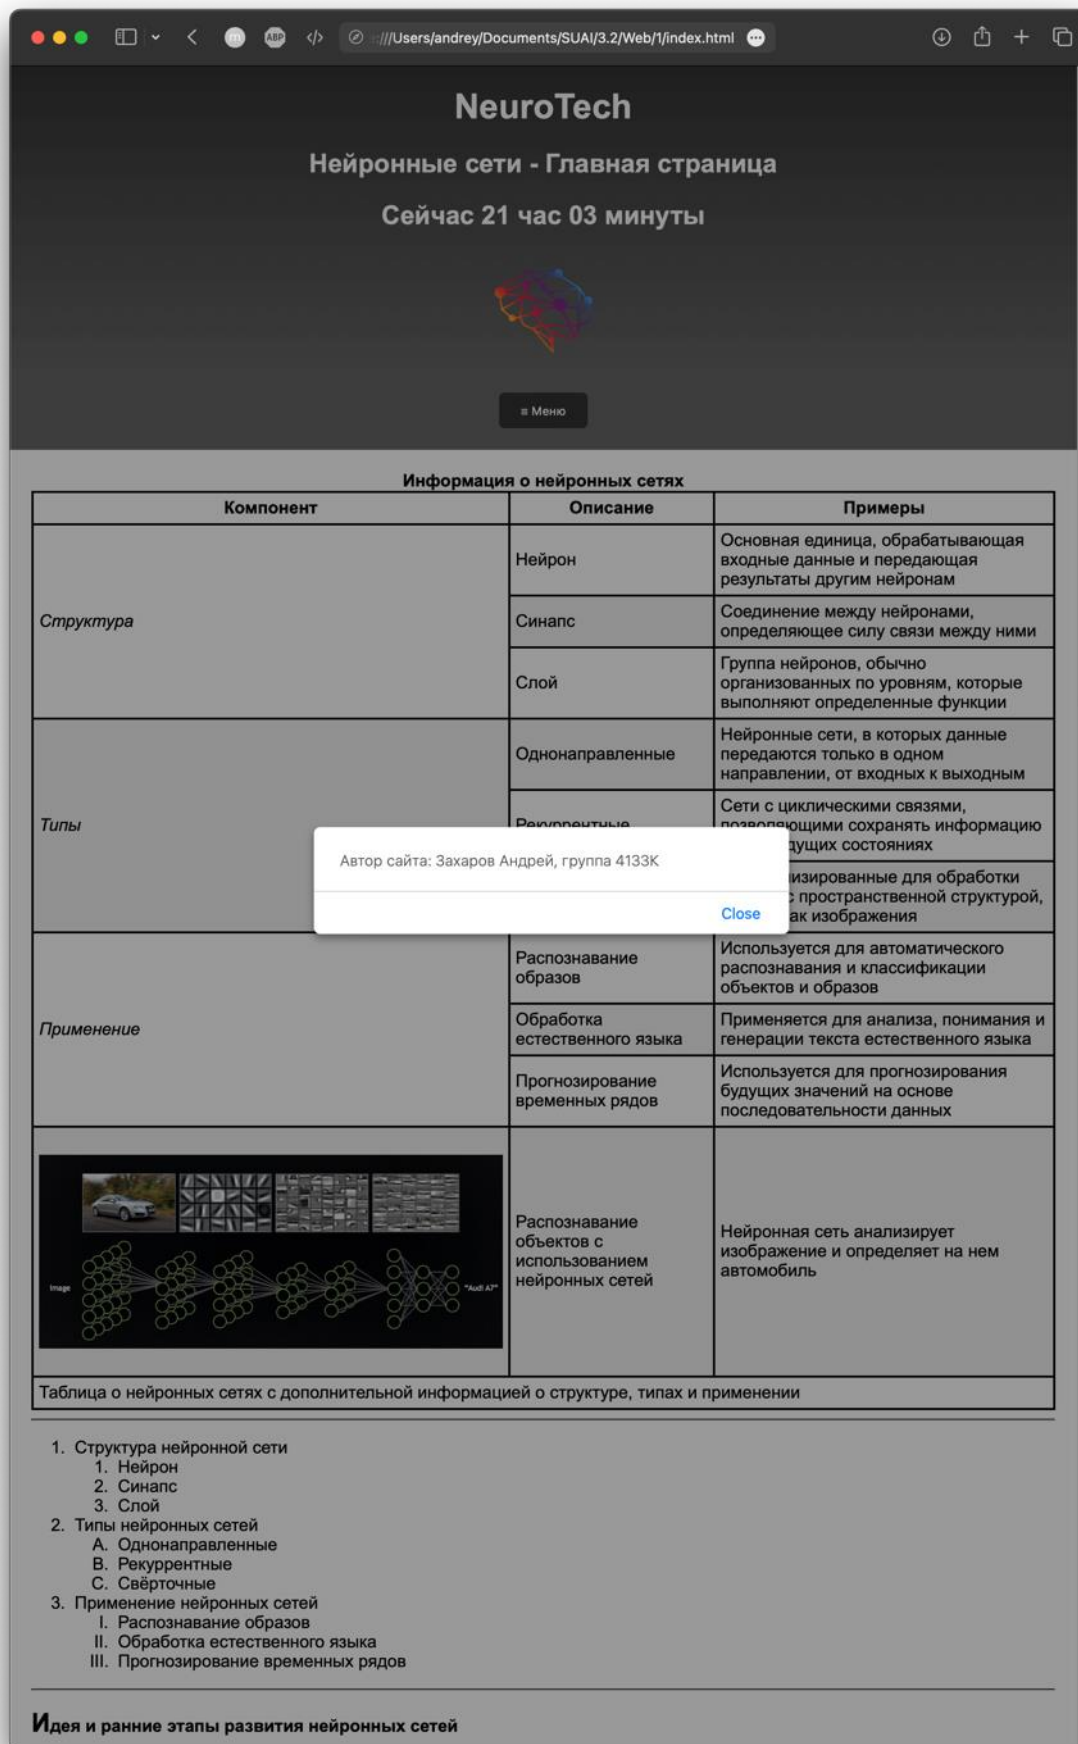 ABP
:///Users/andrey/Documents/SUAI/3.2/Web/1/index.html
NeuroTech
Нейронные сети - Главная страница
Сейчас 21 час 03 минуты
≡ Меню
Информация о нейронных сетях
Компонент Описание Примеры
Структура
Нейрон
Основная единица, обрабатывающая
входные данные и передающая
результаты другим нейронам
Синапс
Соединение между нейронами,
определяющее силу связи между ними
Слой
Группа нейронов, обычно
организованных по уровням, которые
выполняют определенные функции
Типы
Однонаправленные
Нейронные сети, в которых данные
передаются только в одном
направлении, от входных к выходным
Рекуррентные
Сети с циклическими связями,
позволяющими сохранять информацию
состояниях
для обработки
с пространственной структурой,
изображения
Автор сайта: Захаров Андрей, группа 4133К
Close
Применение
Распознавание
образов
Используется для автоматического
распознавания и классификации
объектов и образов
Обработка
естественного языка
Применяется для анализа, понимания и
генерации текста естественного языка
Прогнозирование
временных рядов
Используется для прогнозирования
будущих значений на основе
последовательности данных
Image
"Audi A7"
Распознавание
объектов с
использованием
нейронных сетей
Нейронная сеть анализирует
изображение и определяет на нем
автомобиль
Таблица о нейронных сетях с дополнительной информацией о структуре, типах и применении
1. Структура нейронной сети
1. Нейрон
2. Синапс
3. Слой
2. Типы нейронных сетей
A. Однонаправленные
B. Рекуррентные
C. Свёрточные
3. Применение нейронных сетей
I. Распознавание образов
II. Обработка естественного языка
III. Прогнозирование временных рядов
Идея и ранние этапы развития нейронных сетей